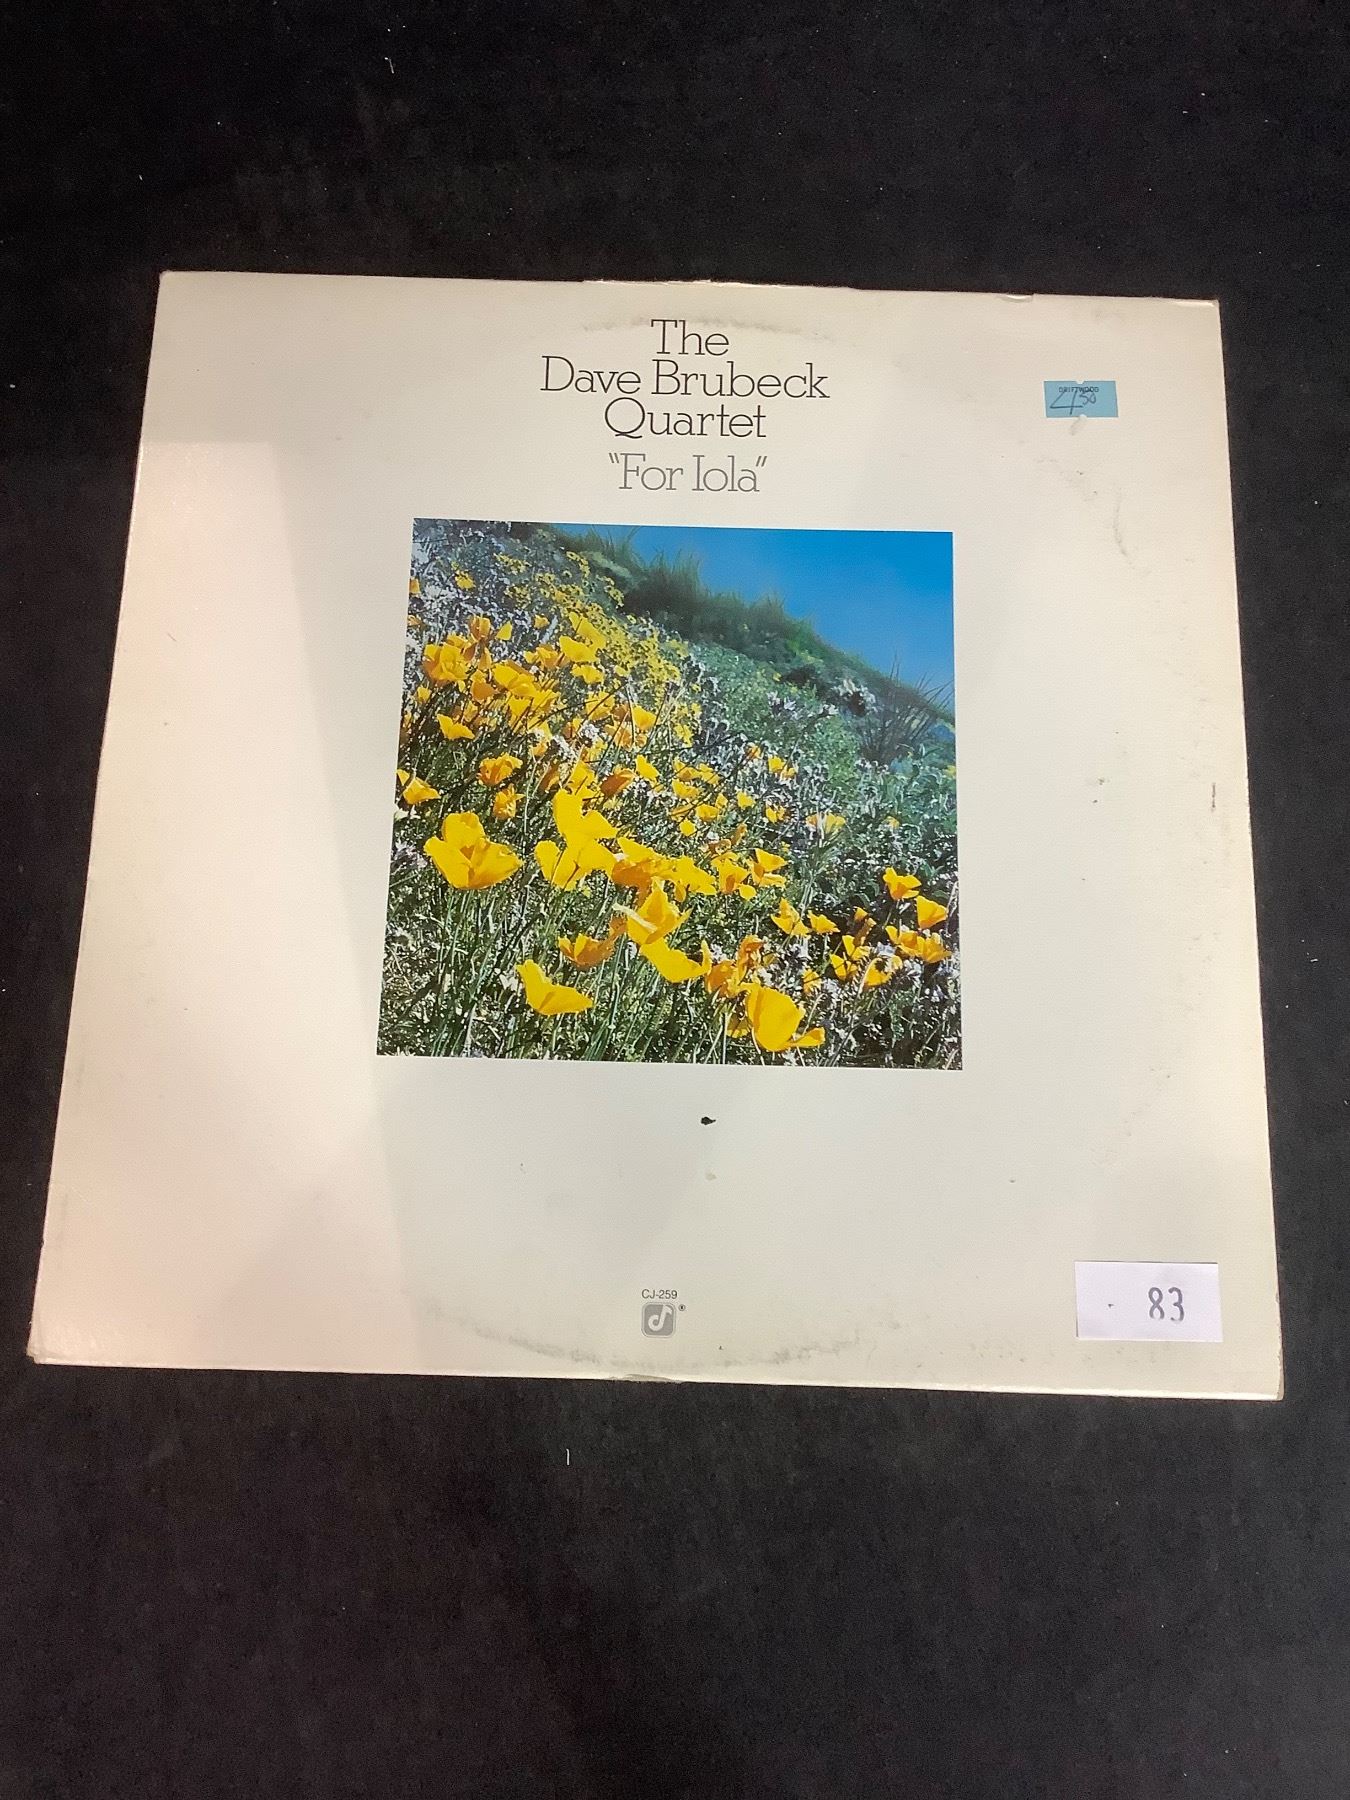 The
Dave Brubeck
Quartet
"For Iola"
DRIFTWOOD
4.50
CJ-259
®
83